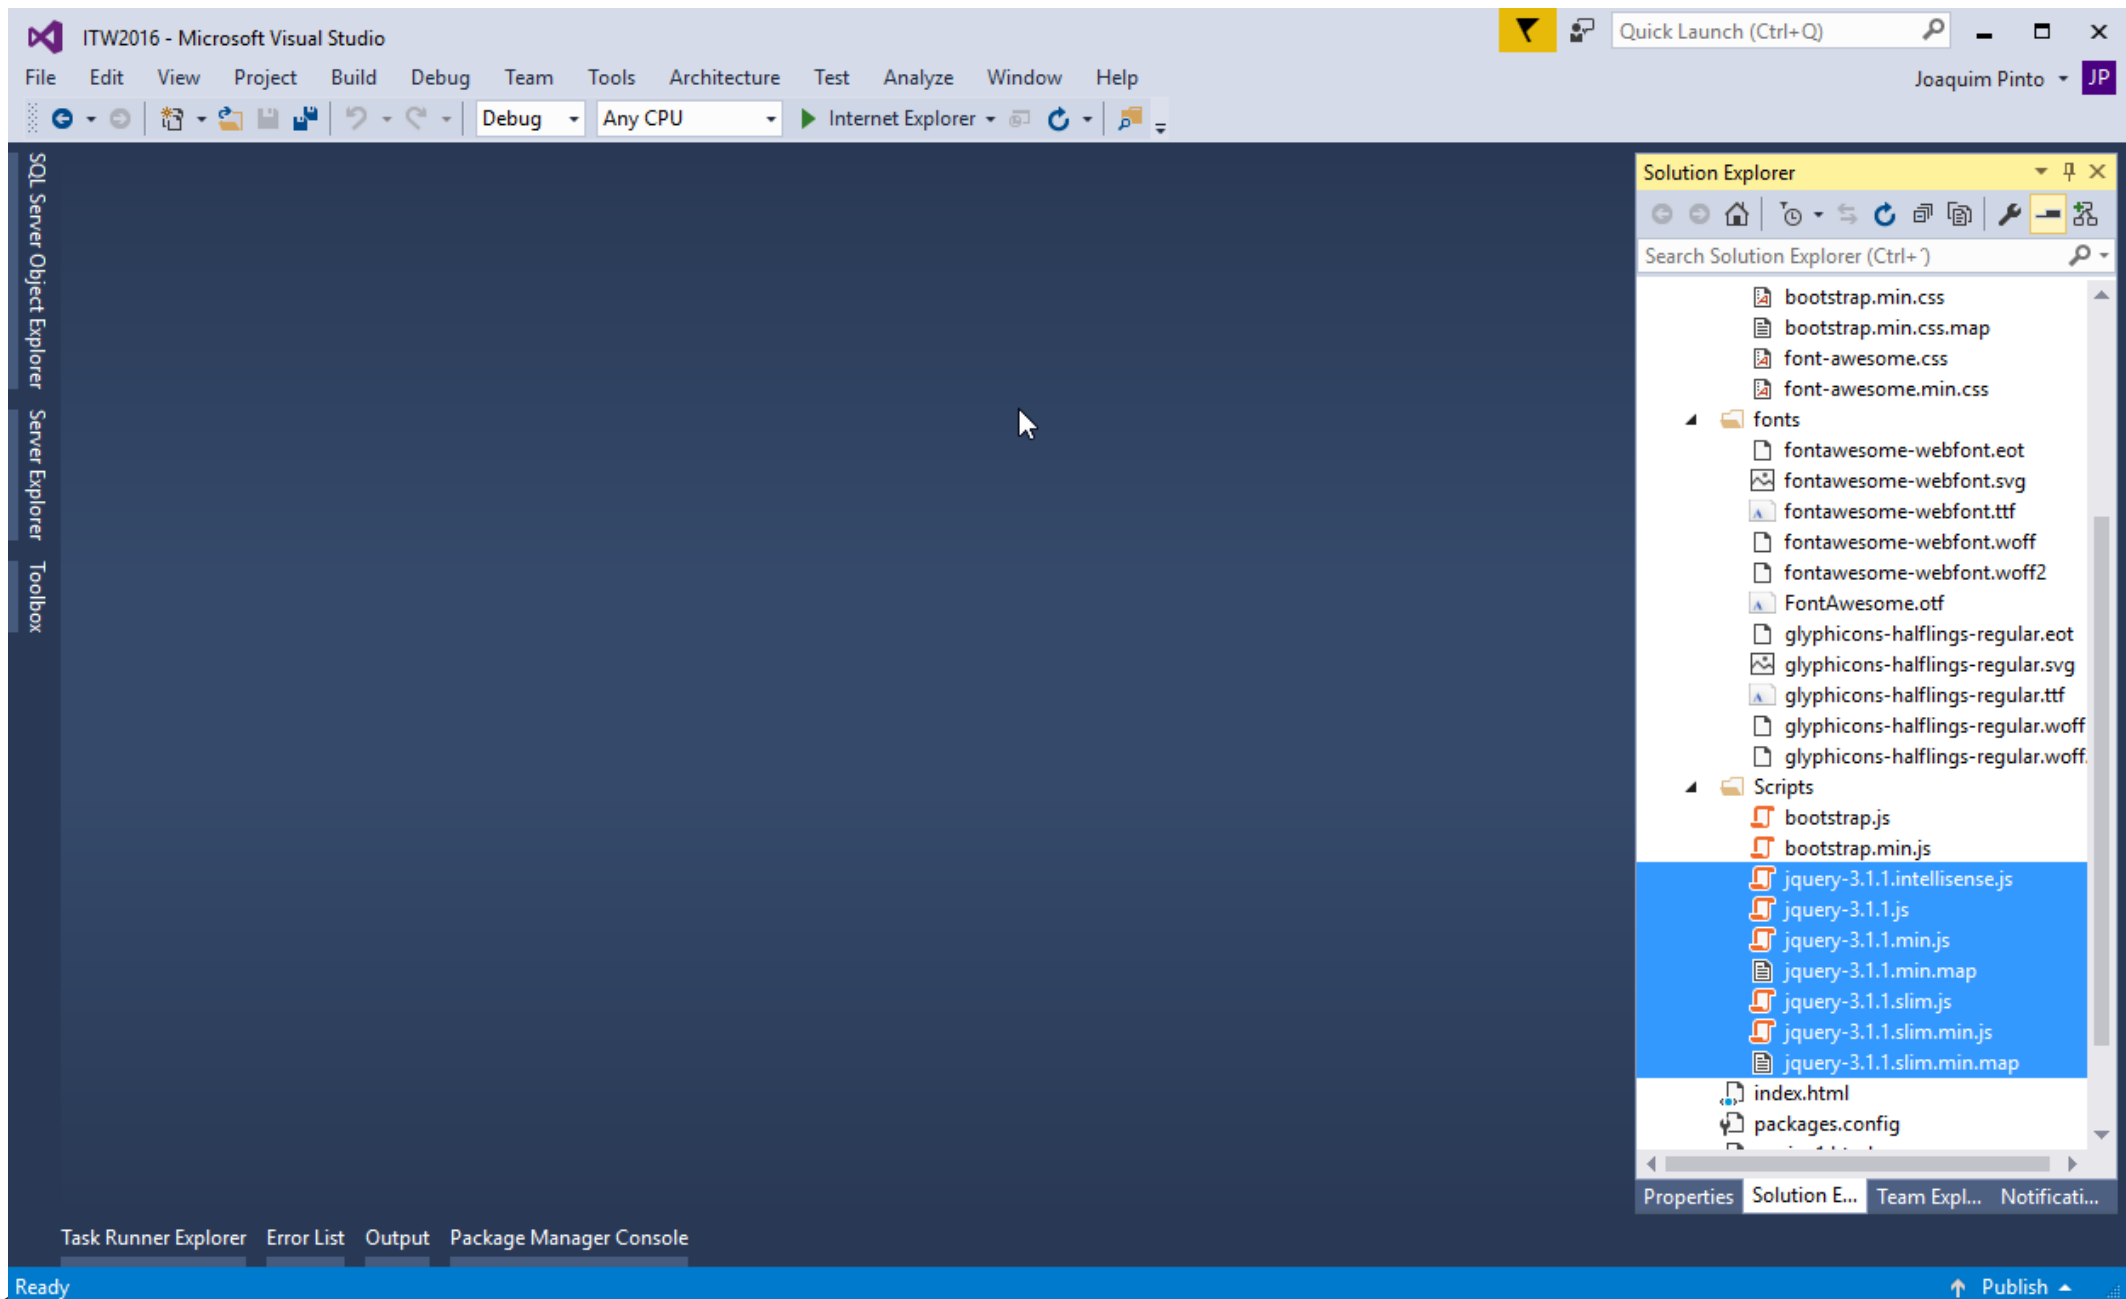 ITW2016 - Microsoft Visual Studio
Quick Launch (Ctrl+Q)
File Edit View Project Build Debug Team Tools Architecture Test Analyze Window Help
Joaquim Pinto JP
Debug Any CPU Internet Explorer
SQL Server Object Explorer
Server Explorer
Toolbox
Solution Explorer
Search Solution Explorer (Ctrl+´)
bootstrap.min.css
bootstrap.min.css.map
font-awesome.css
font-awesome.min.css
fonts
fontawesome-webfont.eot
fontawesome-webfont.svg
fontawesome-webfont.ttf
fontawesome-webfont.woff
fontawesome-webfont.woff2
FontAwesome.otf
glyphicons-halflings-regular.eot
glyphicons-halflings-regular.svg
glyphicons-halflings-regular.ttf
glyphicons-halflings-regular.woff
glyphicons-halflings-regular.woff
Scripts
bootstrap.js
bootstrap.min.js
jquery-3.1.1.intellisense.js
jquery-3.1.1.js
jquery-3.1.1.min.js
jquery-3.1.1.min.map
jquery-3.1.1.slim.js
jquery-3.1.1.slim.min.js
jquery-3.1.1.slim.min.map
index.html
packages.config
Properties Solution E... Team Expl... Notificati...
Task Runner Explorer Error List Output Package Manager Console
Ready
Publish